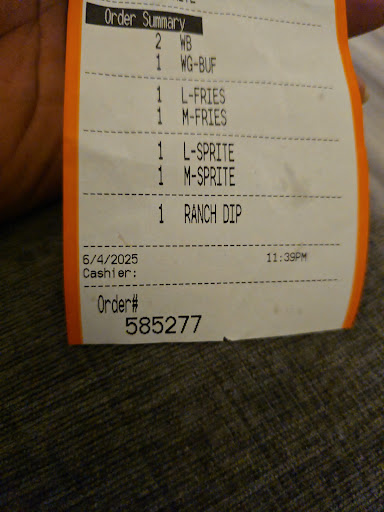 Order Summary
2 WB
1 WG-BUF
1 L-FRIES
1 M-FRIES
1 L-SPRITE
1 M-SPRITE
1 RANCH DIP
6/4/2025 11:39PM
Cashier:
Order#
585277